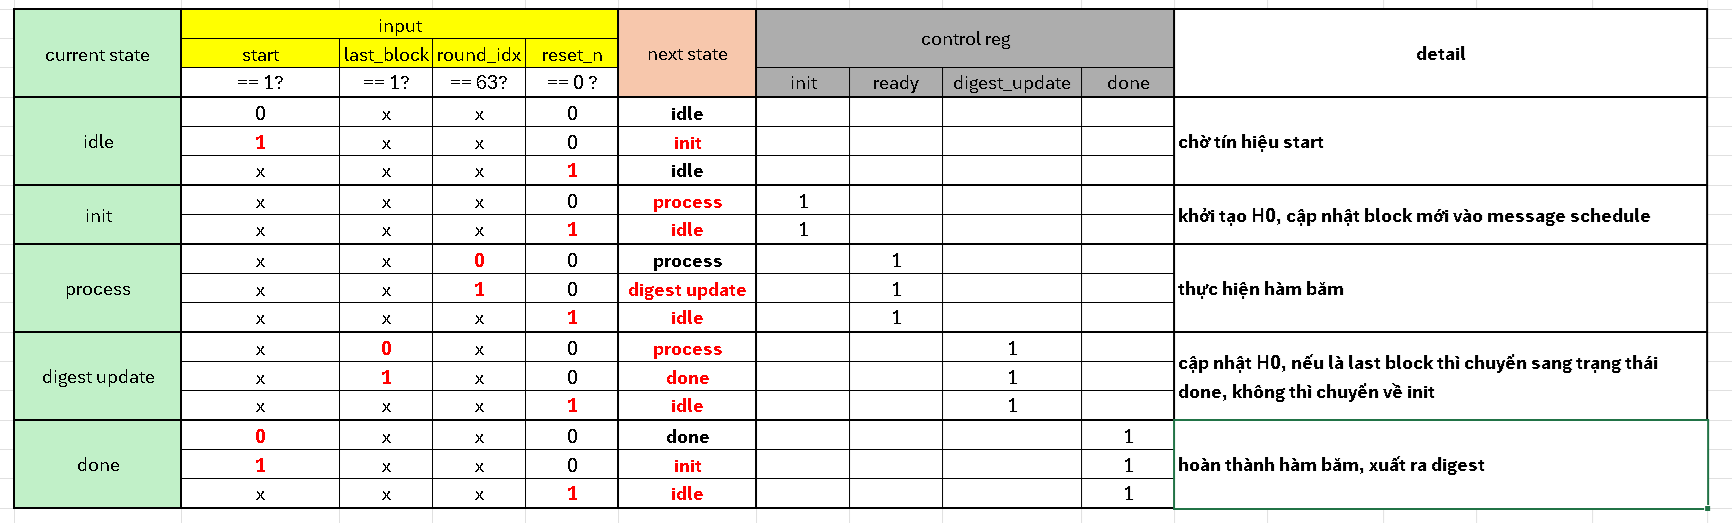 current state input next state control reg detail
start last_block round_idx reset_n
== 1? == 1? == 63? == 0 ? init ready digest_update done
idle
0 x x 0 idle
1 x x 0 init
x x x 1 idle
chờ tín hiệu start
init
x x x 0 process 1
x x x 1 idle 1
khởi tạo H0, cập nhật block mới vào message schedule
process
x x 0 0 process 1
x x 1 0 digest update 1
x x x 1 idle 1
thực hiện hàm băm
digest update
x 0 x 0 process 1
x 1 x 0 done 1
x x x 1 idle 1
cập nhật H0, nếu là last block thì chuyển sang trạng thái
done, không thì chuyển về init
done
0 x x 0 done 1
1 x x 0 init 1
x x x 1 idle 1
hoàn thành hàm băm, xuất ra digest